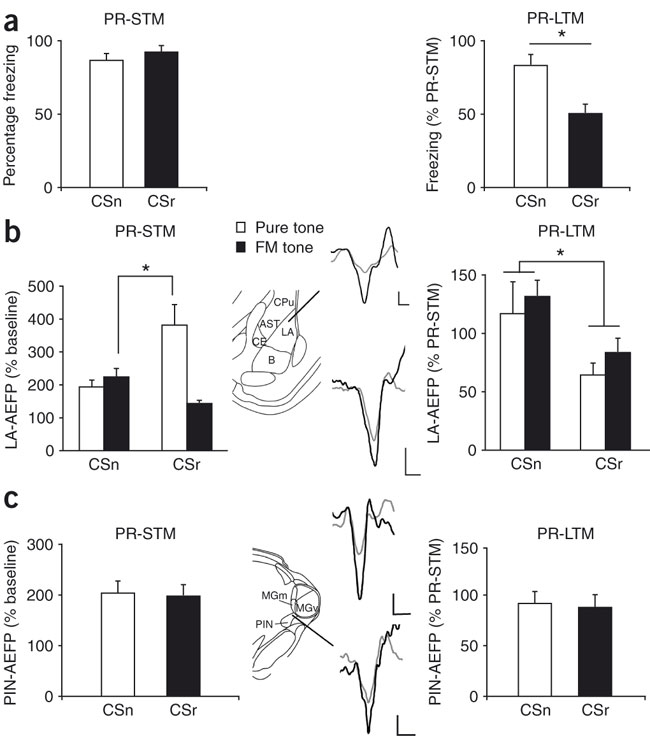 a
PR-STM
Percentage freezing
100
50
0
CSn CSr
PR-LTM
Freezing (% PR-STM)
100
*
50
0
CSn CSr
b
PR-STM
Pure tone
FM tone
LA-AEFP (% baseline)
500
400
300
200
100
0
*
CSn CSr
CPu
AST
LA
CE
B
PR-LTM
LA-AEFP (% PR-STM)
150
100
50
0
*
CSn CSr
c
PR-STM
PIN-AEFP (% baseline)
300
200
100
0
CSn CSr
MGm
MGv
PIN
PR-LTM
PIN-AEFP (% PR-STM)
150
100
50
0
CSn CSr